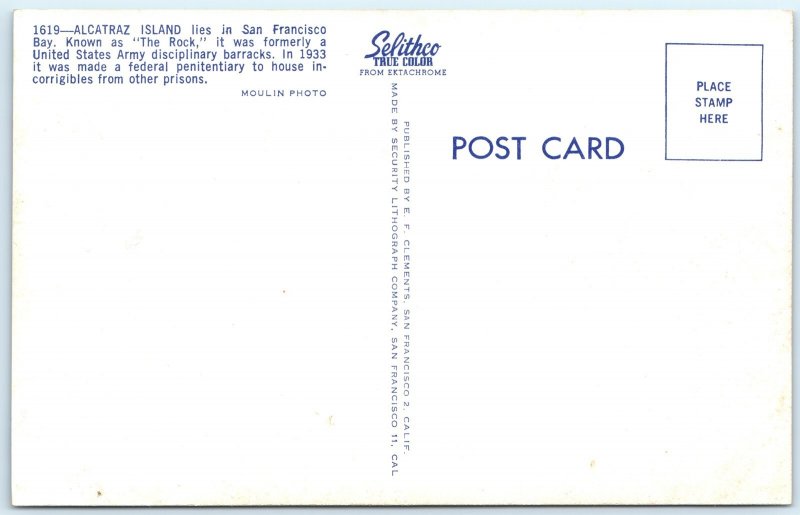 1619—ALCATRAZ ISLAND lies in San Francisco
Bay. Known as "The Rock," it was formerly a
United States Army disciplinary barracks. In 1933
it was made a federal penitentiary to house in-
corrigibles from other prisons.
MOULIN PHOTO
Selithco
TRUE COLOR
FROM EKTACHROME
PUBLISHED BY E. F. CLEMENTS, SAN FRANCISCO 2, CALIF.
MADE BY SECURITY LITHOGRAPH COMPANY, SAN FRANCISCO 11, CAL
POST CARD
PLACE
STAMP
HERE